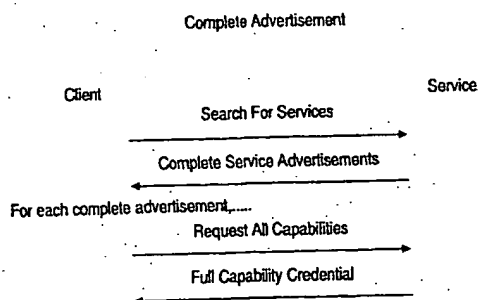 Complete Advertisement
Client
Service
Search For Services
Complete Service Advertisements
For each complete advertisement,.....
Request All Capabilities
Full Capability Credential